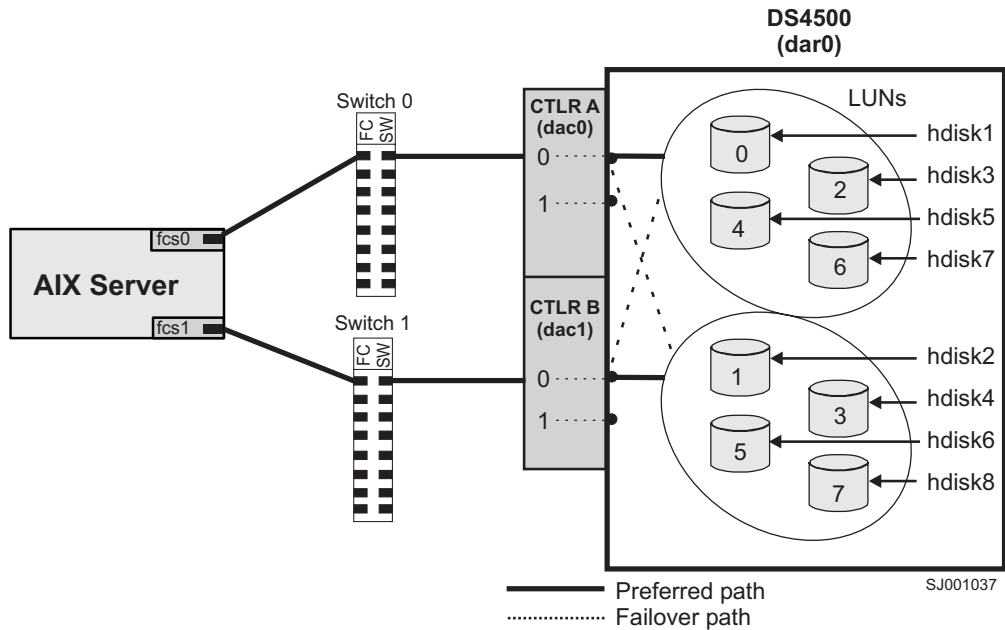 DS4500
(dar0)
Switch 0
FC
SW
CTLR A
(dac0)
0
1
LUNs
0
2
4
6
hdisk1
hdisk3
hdisk5
hdisk7
AIX Server
fcs0
fcs1
Switch 1
FC
SW
CTLR B
(dac1)
0
1
1
3
5
7
hdisk2
hdisk4
hdisk6
hdisk8
SJ001037
Preferred path
Failover path